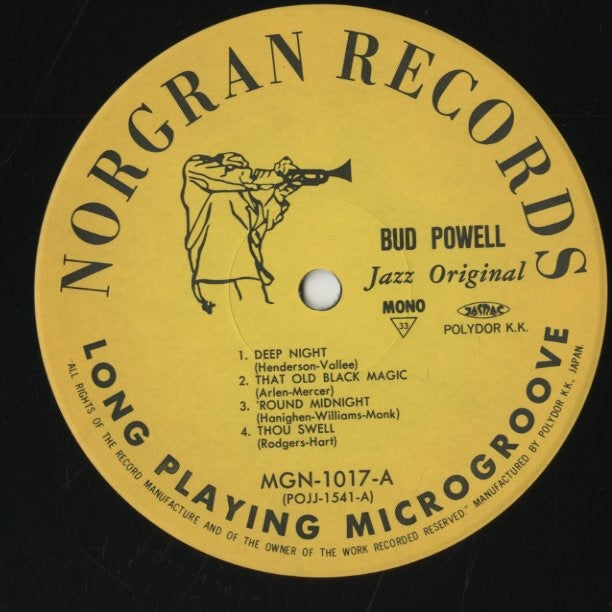 NORGRAN RECORDS
BUD POWELL
Jazz Original
MONO
33
JASRAC
POLYDOR K.K.
1. DEEP NIGHT
(Henderson-Vallee)
2. THAT OLD BLACK MAGIC
(Arlen-Mercer)
3. 'ROUND MIDNIGHT
(Hanighen-Williams-Monk)
4. THOU SWELL
(Rodgers-Hart)
MGN-1017-A
(POJJ-1541-A)
LONG PLAYING MICROGROOVE
"ALL RIGHTS OF THE RECORD MANUFACTURE AND OF THE OWNER OF THE WORK RECORDED RESERVED." MANUFACTURED BY POLYDOR K.K., JAPAN.